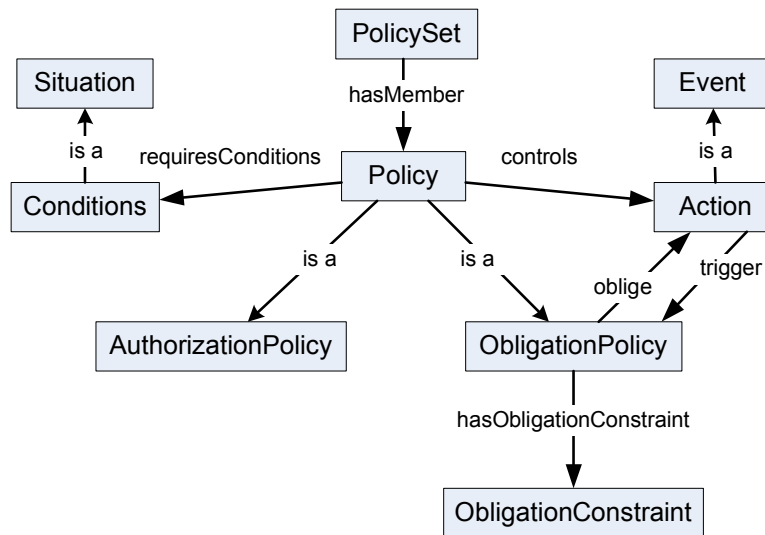 PolicySet
Situation
Event
hasMember
is a
requiresConditions
controls
is a
Policy
Conditions
Action
is a
is a
oblige
trigger
AuthorizationPolicy
ObligationPolicy
hasObligationConstraint
ObligationConstraint